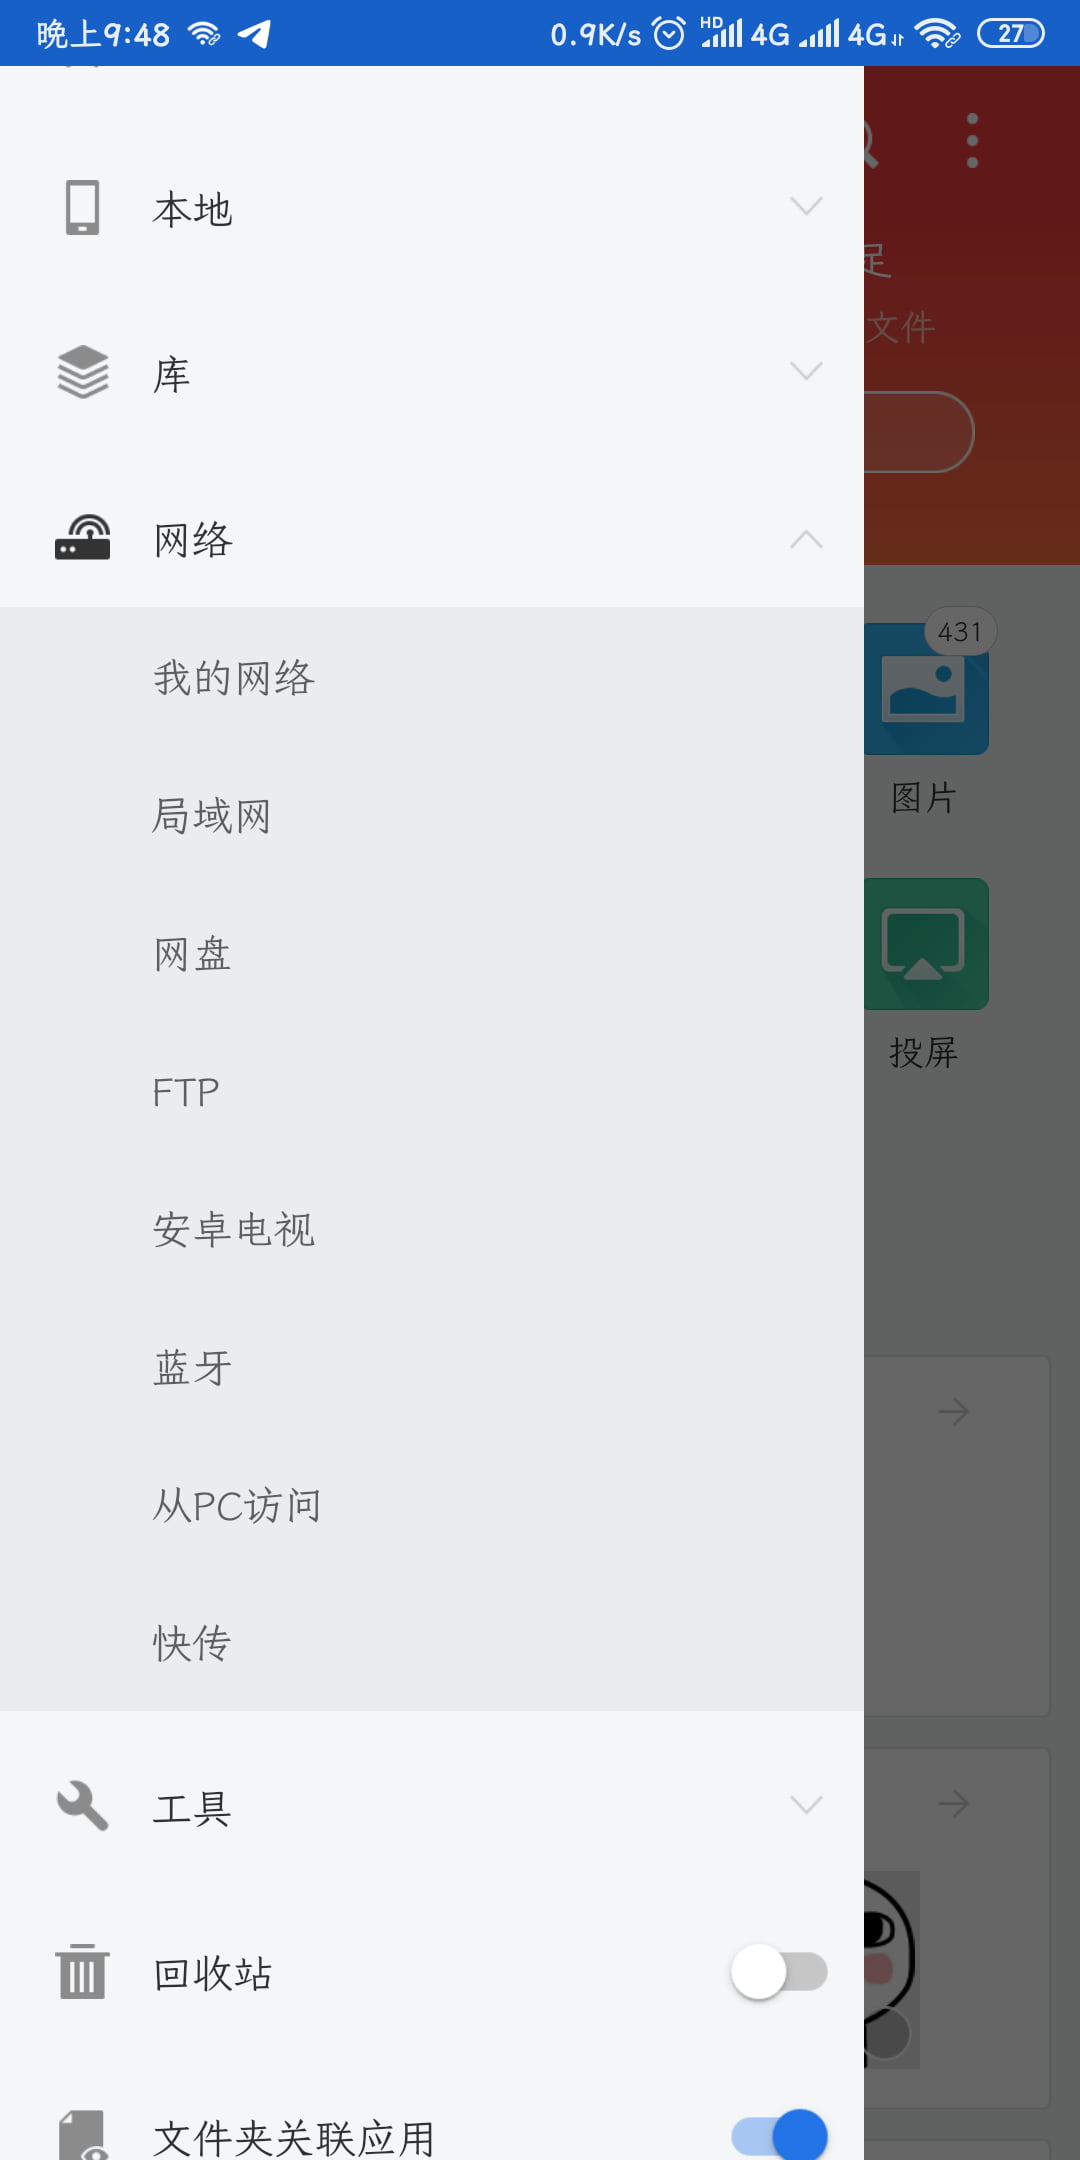 晚上9:48
0.9K/s HD 4G 4G 27
本地
足
库
文件
网络
我的网络
431
局域网
图片
网盘
FTP
投屏
安卓电视
蓝牙
从PC访问
快传
工具
回收站
文件夹关联应用